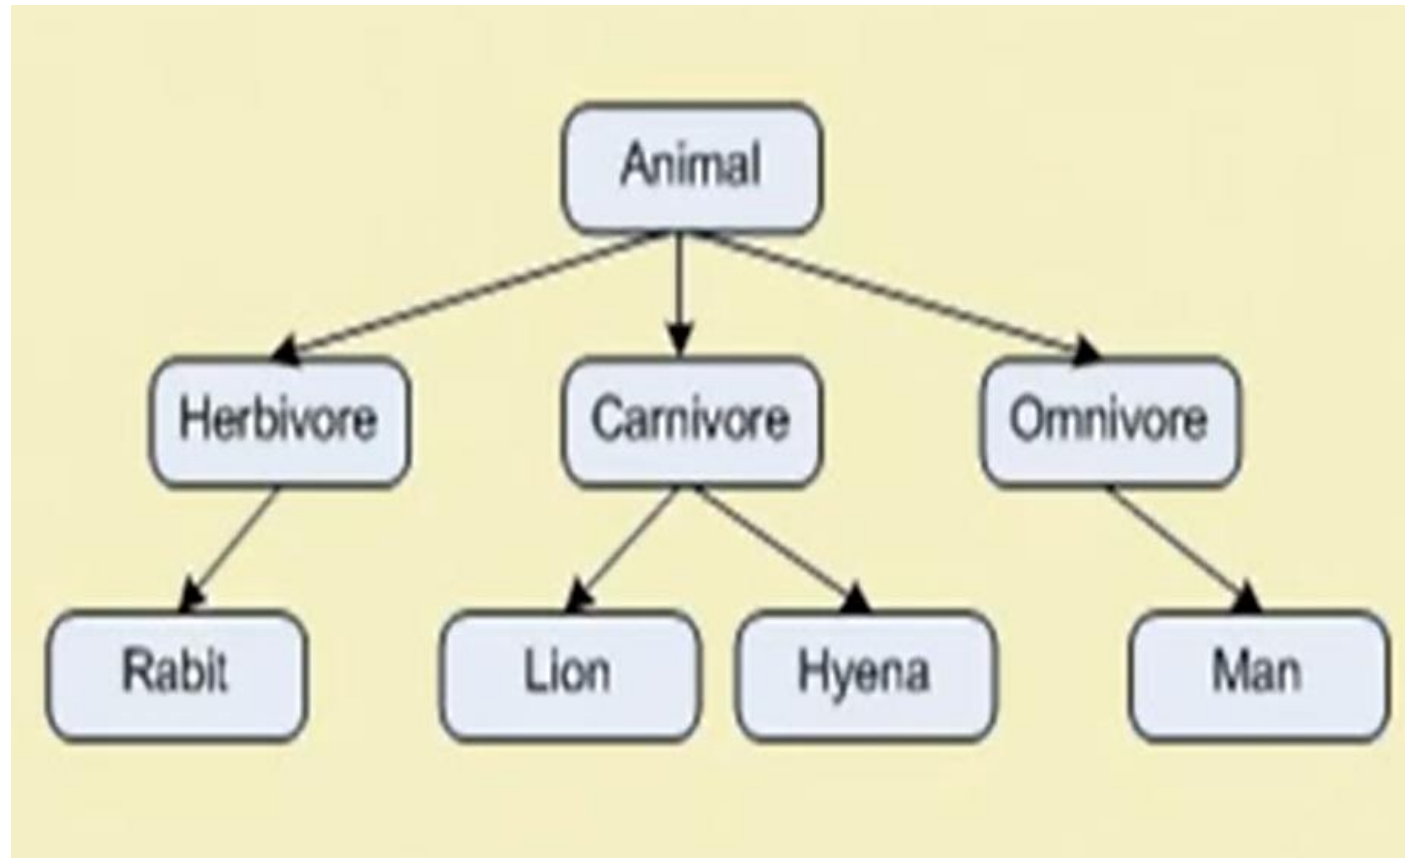 Animal
Herbivore
Carnivore
Omnivore
Rabit
Lion
Hyena
Man